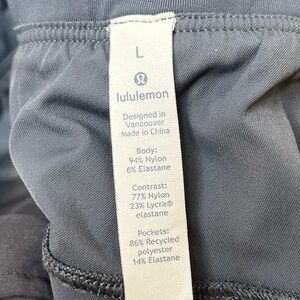 L
lululemon
Designed in
Vancouver
Made in China
Body:
94% Nylon
6% Elastane
Contrast:
77% Nylon
23% Lycra®
elastane
Pockets:
86% Recycled
polyester
14% Elastane